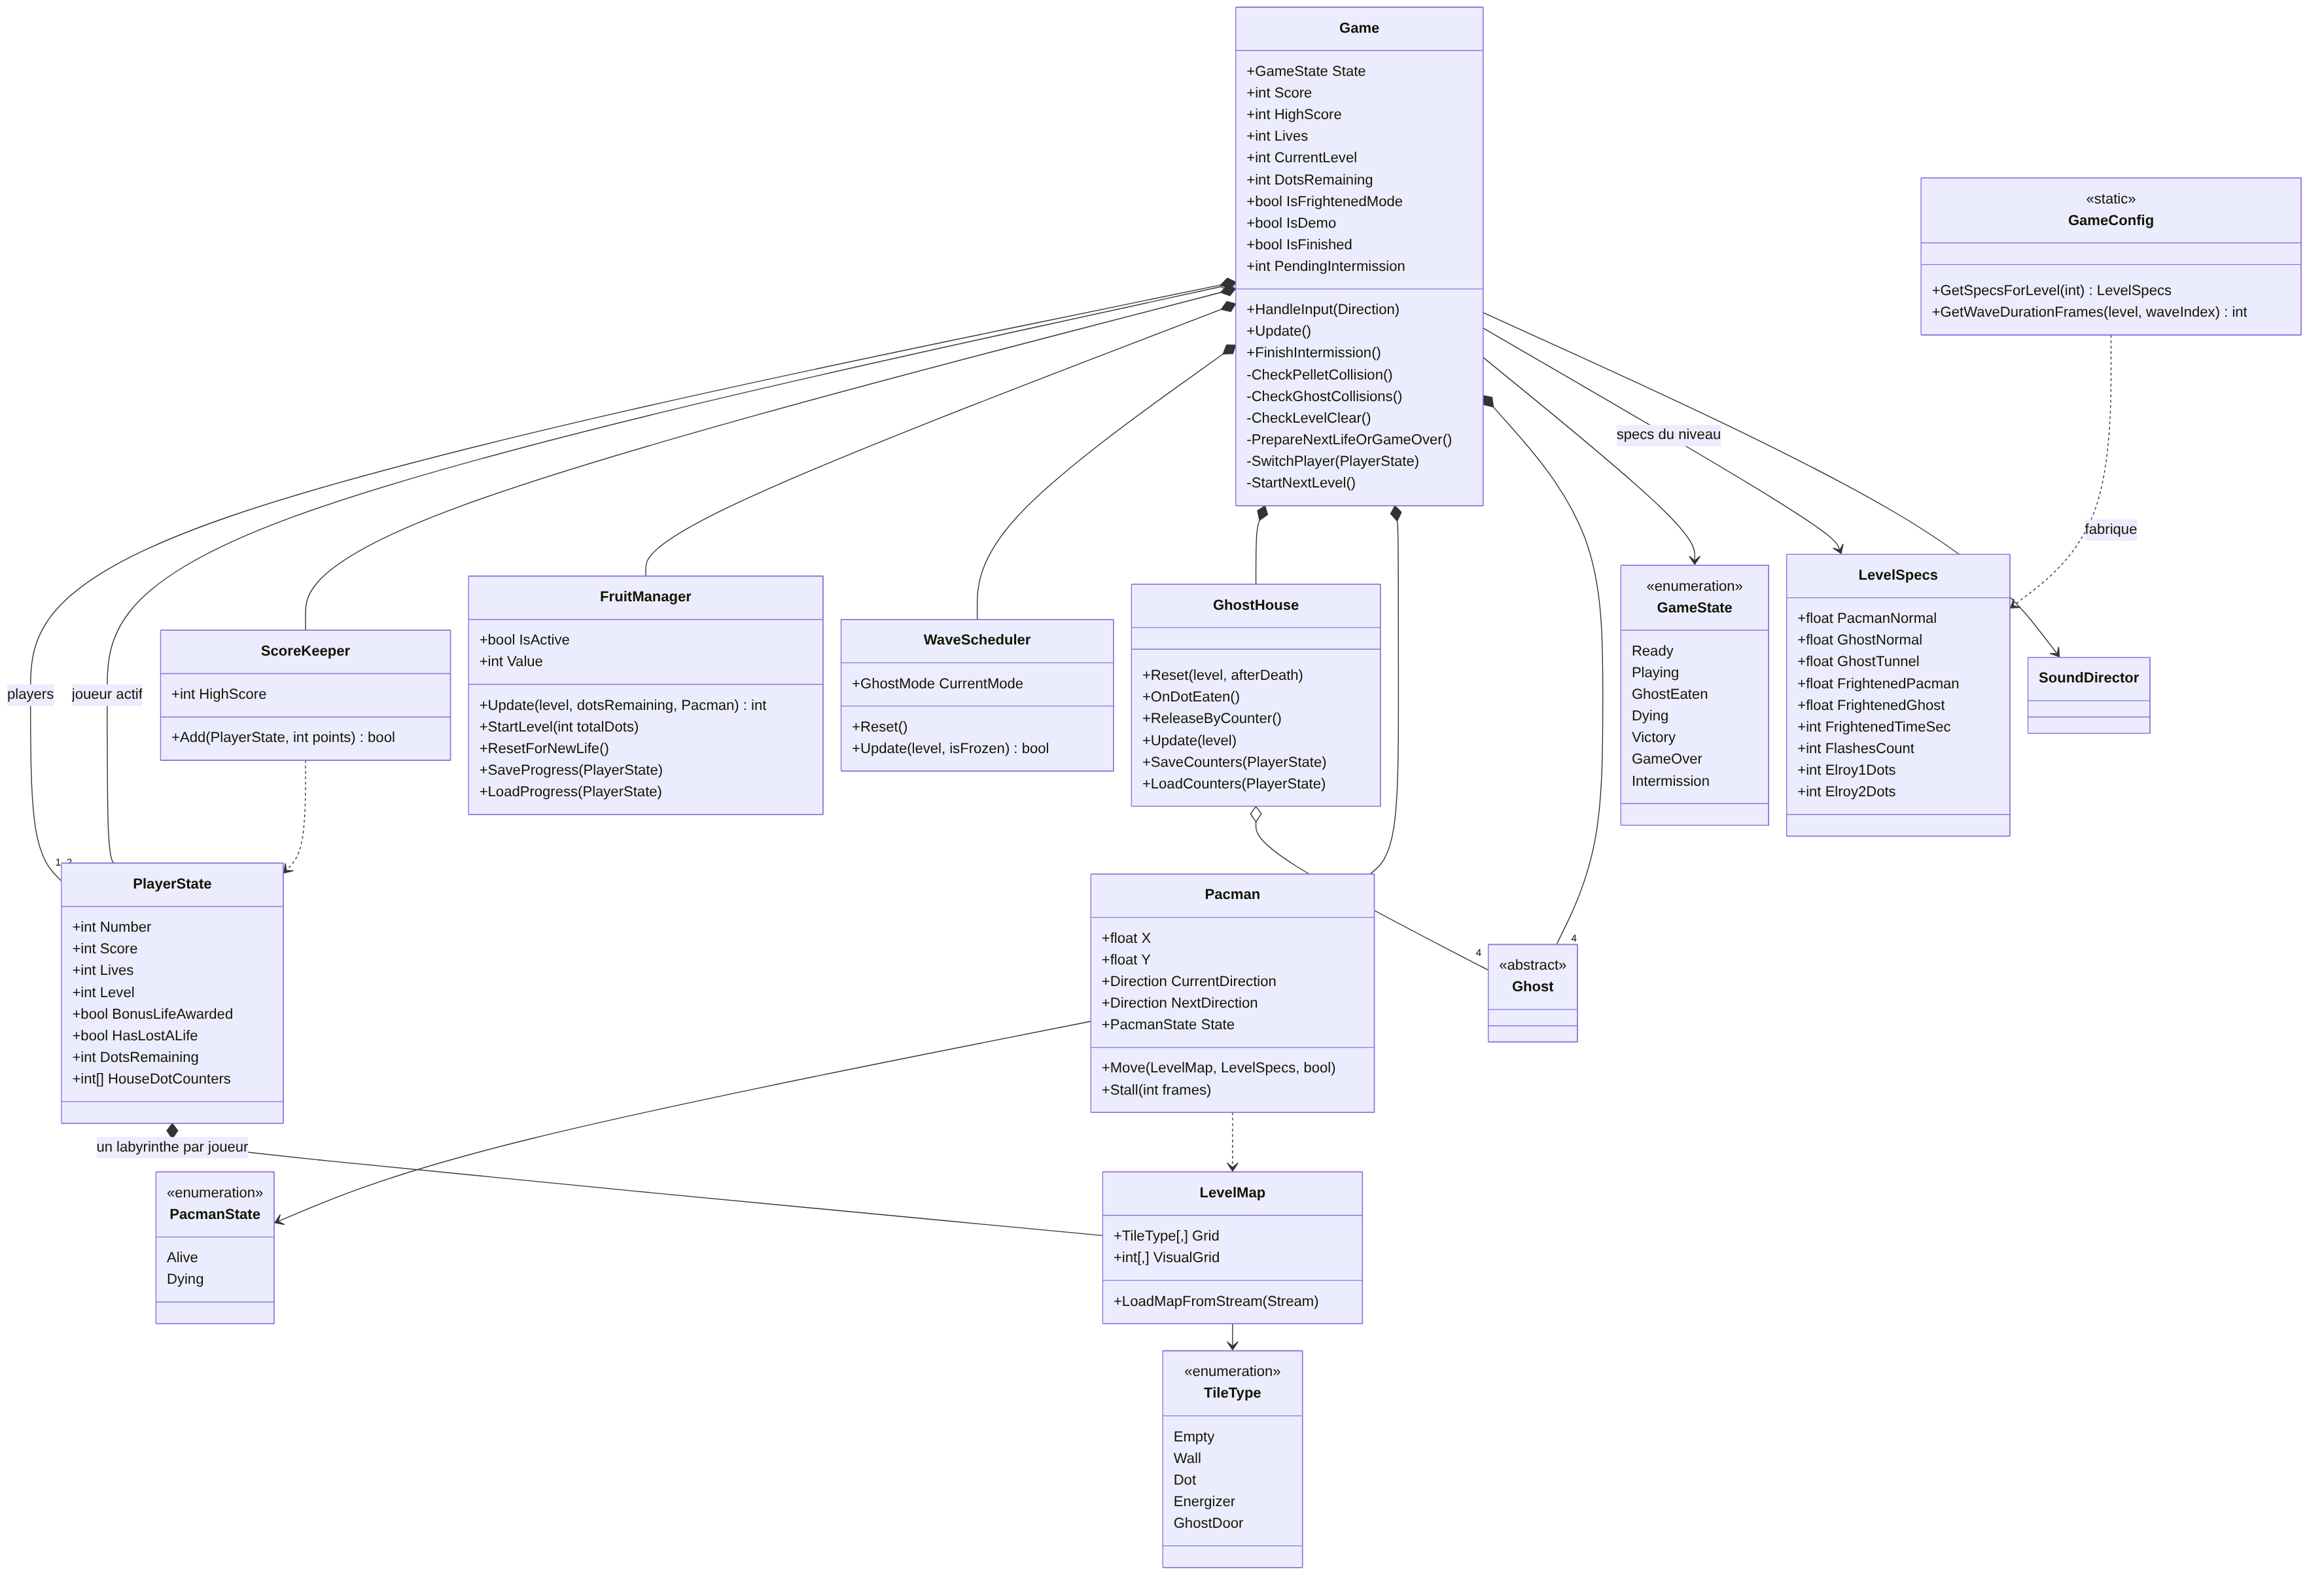 Game
+GameState State
+int Score
+int HighScore
+int Lives
+int CurrentLevel
+int DotsRemaining
+bool IsFrightenedMode
+bool IsDemo
+bool IsFinished
+int PendingIntermission
+HandleInput(Direction)
+Update()
+FinishIntermission()
-CheckPelletCollision()
-CheckGhostCollisions()
-CheckLevelClear()
-PrepareNextLifeOrGameOver()
-SwitchPlayer(PlayerState)
-StartNextLevel()
«static»
GameConfig
+GetSpecsForLevel(int) : LevelSpecs
+GetWaveDurationFrames(level, waveIndex) : int
specs du niveau
fabrique
players
joueur actif
ScoreKeeper
+int HighScore
+Add(PlayerState, int points) : bool
FruitManager
+bool IsActive
+int Value
+Update(level, dotsRemaining, Pacman) : int
+StartLevel(int totalDots)
+ResetForNewLife()
+SaveProgress(PlayerState)
+LoadProgress(PlayerState)
WaveScheduler
+GhostMode CurrentMode
+Reset()
+Update(level, isFrozen) : bool
GhostHouse
+Reset(level, afterDeath)
+OnDotEaten()
+ReleaseByCounter()
+Update(level)
+SaveCounters(PlayerState)
+LoadCounters(PlayerState)
«enumeration»
GameState
Ready
Playing
GhostEaten
Dying
Victory
GameOver
Intermission
LevelSpecs
+float PacmanNormal
+float GhostNormal
+float GhostTunnel
+float FrightenedPacman
+float FrightenedGhost
+int FrightenedTimeSec
+int FlashesCount
+int Elroy1Dots
+int Elroy2Dots
SoundDirector
PlayerState
+int Number
+int Score
+int Lives
+int Level
+bool BonusLifeAwarded
+bool HasLostALife
+int DotsRemaining
+int[] HouseDotCounters
Pacman
+float X
+float Y
+Direction CurrentDirection
+Direction NextDirection
+PacmanState State
+Move(LevelMap, LevelSpecs, bool)
+Stall(int frames)
4
4
«abstract»
Ghost
un labyrinthe par joueur
«enumeration»
PacmanState
Alive
Dying
LevelMap
+TileType[,] Grid
+int[,] VisualGrid
+LoadMapFromStream(Stream)
«enumeration»
TileType
Empty
Wall
Dot
Energizer
GhostDoor